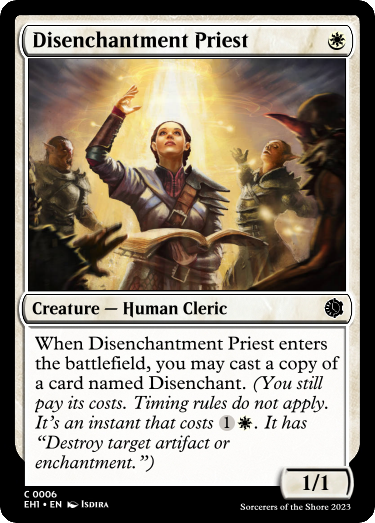 Disenchantment Priest
Creature — Human Cleric
When Disenchantment Priest enters
the battlefield, you may cast a copy of
a card named Disenchant. (You still
pay its costs. Timing rules do not apply.
It's an instant that costs 1. It has
"Destroy target artifact or
enchantment.")
1/1
C 0006
EH1 • EN Isdira
Sorcerers of the Shore 2023